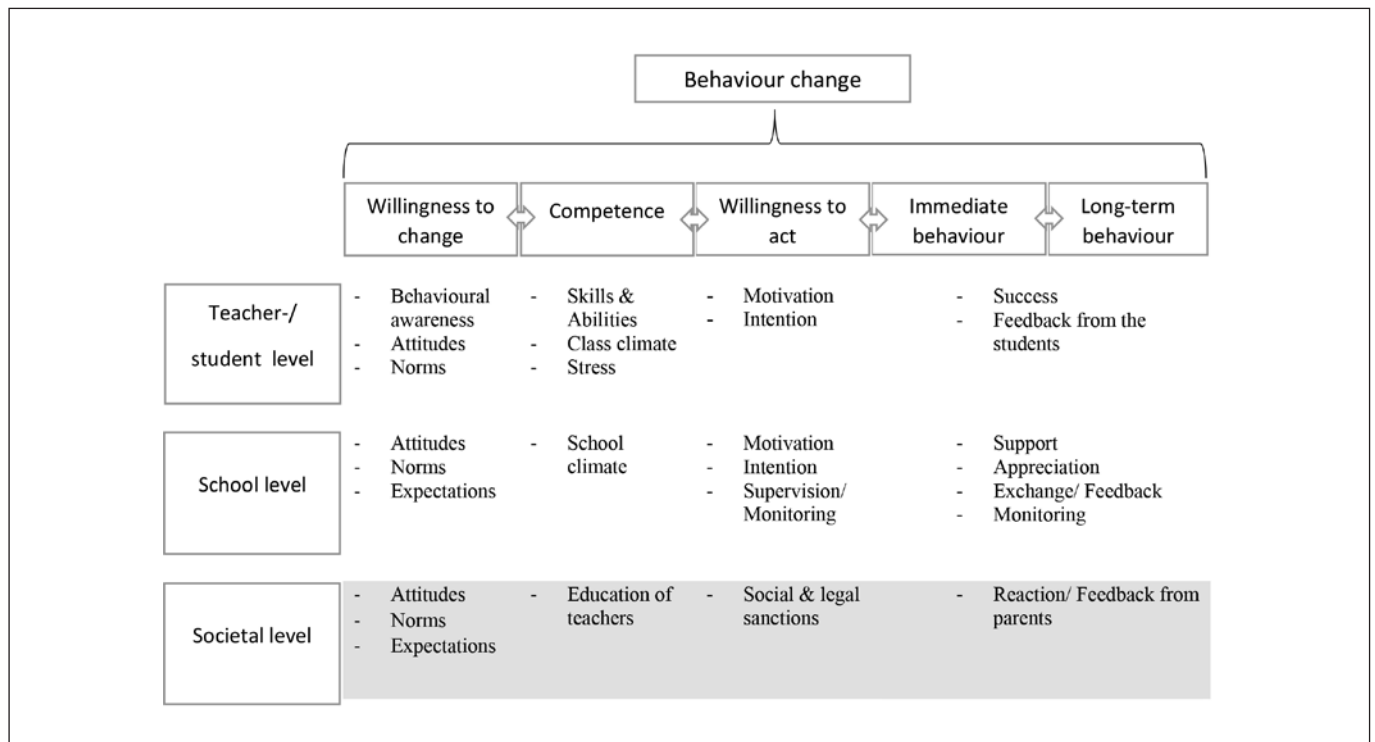 Behaviour change
Willingness to
change
Competence
Willingness to
act
Immediate
behaviour
Long-term
behaviour
Teacher-/
student level
- Behavioural
awareness
- Attitudes
- Norms
- Skills &
Abilities
- Class climate
- Stress
- Motivation
- Intention
- Success
- Feedback from the
students
School level
- Attitudes
- Norms
- Expectations
- School
climate
- Motivation
- Intention
- Supervision/
Monitoring
- Support
- Appreciation
- Exchange/ Feedback
- Monitoring
Societal level
- Attitudes
- Norms
- Expectations
- Education of
teachers
- Social & legal
sanctions
- Reaction/ Feedback from
parents